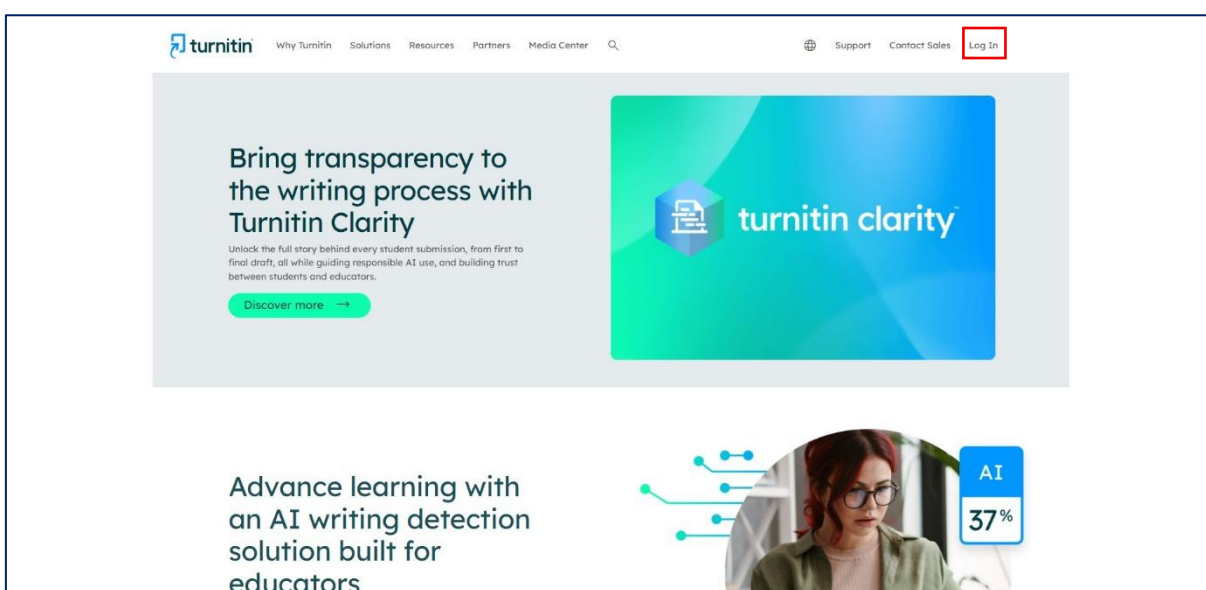 turnitin Why Turnitin Solutions Resources Partners Media Center Support Contact Sales Log In
Bring transparency to
the writing process with
Turnitin Clarity
Unlock the full story behind every student submission, from first to
final draft, all while guiding responsible AI use, and building trust
between students and educators.
Discover more →
turnitin clarity™
Advance learning with
an AI writing detection
solution built for
educators
AI
37%